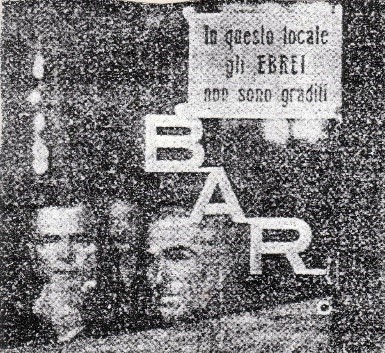 In questo locale
gli EBREI
non sono graditi
BAR